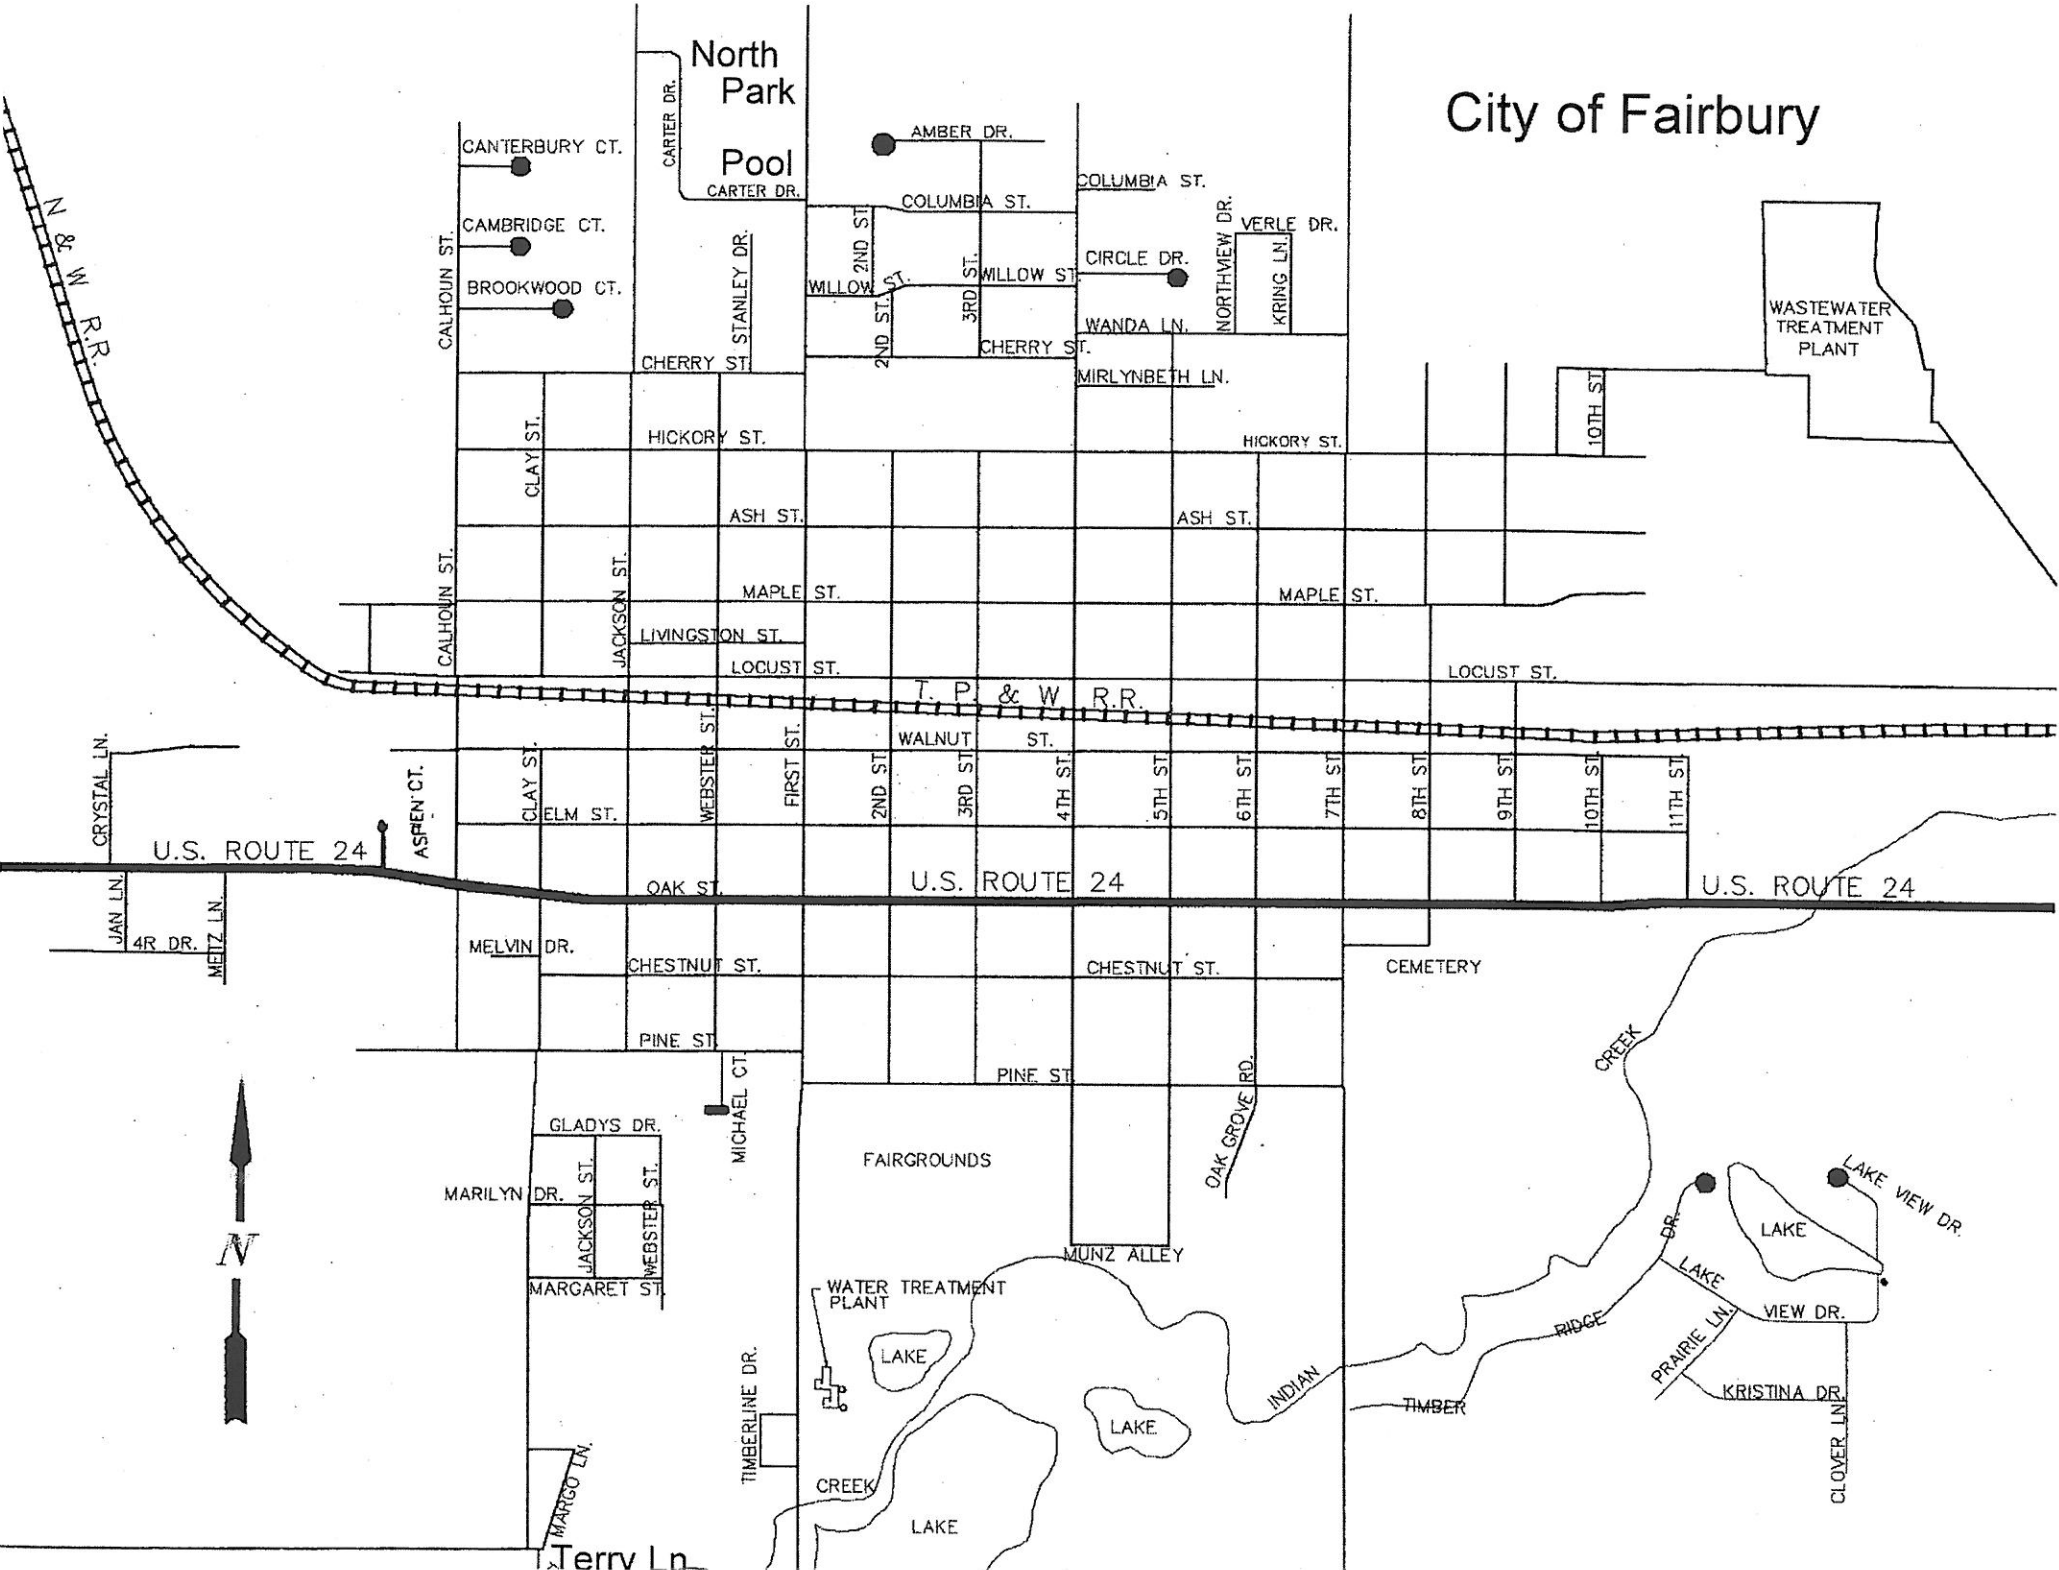 North
Park
Pool
City of Fairbury
CARTER DR.
CARTER DR.
AMBER DR.
CANTERBURY CT.
COLUMBIA ST.
COLUMBIA ST.
CAMBRIDGE CT.
BROOKWOOD CT.
CALHOUN ST.
STANLEY DR.
2ND ST.
WILLOW ST.
2ND ST.
3RD ST.
WILLOW ST.
CIRCLE DR.
NORTHVIEW DR.
VERLE DR.
KRING LN.
WANDA LN.
WASTEWATER
TREATMENT
PLANT
N & W R.R.
CHERRY ST.
CHERRY ST.
MIRLYNBETH LN.
10TH ST.
CLAY ST.
HICKORY ST.
HICKORY ST.
ASH ST.
ASH ST.
CALHOUN ST.
JACKSON ST.
MAPLE ST.
MAPLE ST.
LIVINGSTON ST.
LOCUST ST.
LOCUST ST.
T. P. & W R.R.
WALNUT ST.
CRYSTAL LN.
ASPEN CT.
CLAY ST.
WEBSTER ST.
FIRST ST.
2ND ST.
3RD ST.
4TH ST.
5TH ST.
6TH ST.
7TH ST.
8TH ST.
9TH ST.
10TH ST.
11TH ST.
ELM ST.
U.S. ROUTE 24
OAK ST.
U.S. ROUTE 24
U.S. ROUTE 24
JAN LN.
4R DR.
METZ LN.
MELVIN DR.
CHESTNUT ST.
CHESTNUT ST.
CEMETERY
PINE ST.
PINE ST.
MICHAEL CT.
OAK GROVE RD.
CREEK
GLADYS DR.
FAIRGROUNDS
MARILYN DR.
JACKSON ST.
WEBSTER ST.
MARGARET ST.
MUNZ ALLEY
N
LAKE VIEW DR.
LAKE
LAKE VIEW DR.
TIMBER RIDGE DR.
PRAIRIE LN.
KRISTINA DR.
CLOVER LN.
WATER TREATMENT
PLANT
LAKE
LAKE
INDIAN
TIMBERLINE DR.
CREEK
LAKE
MARGO LN.
Terry Ln